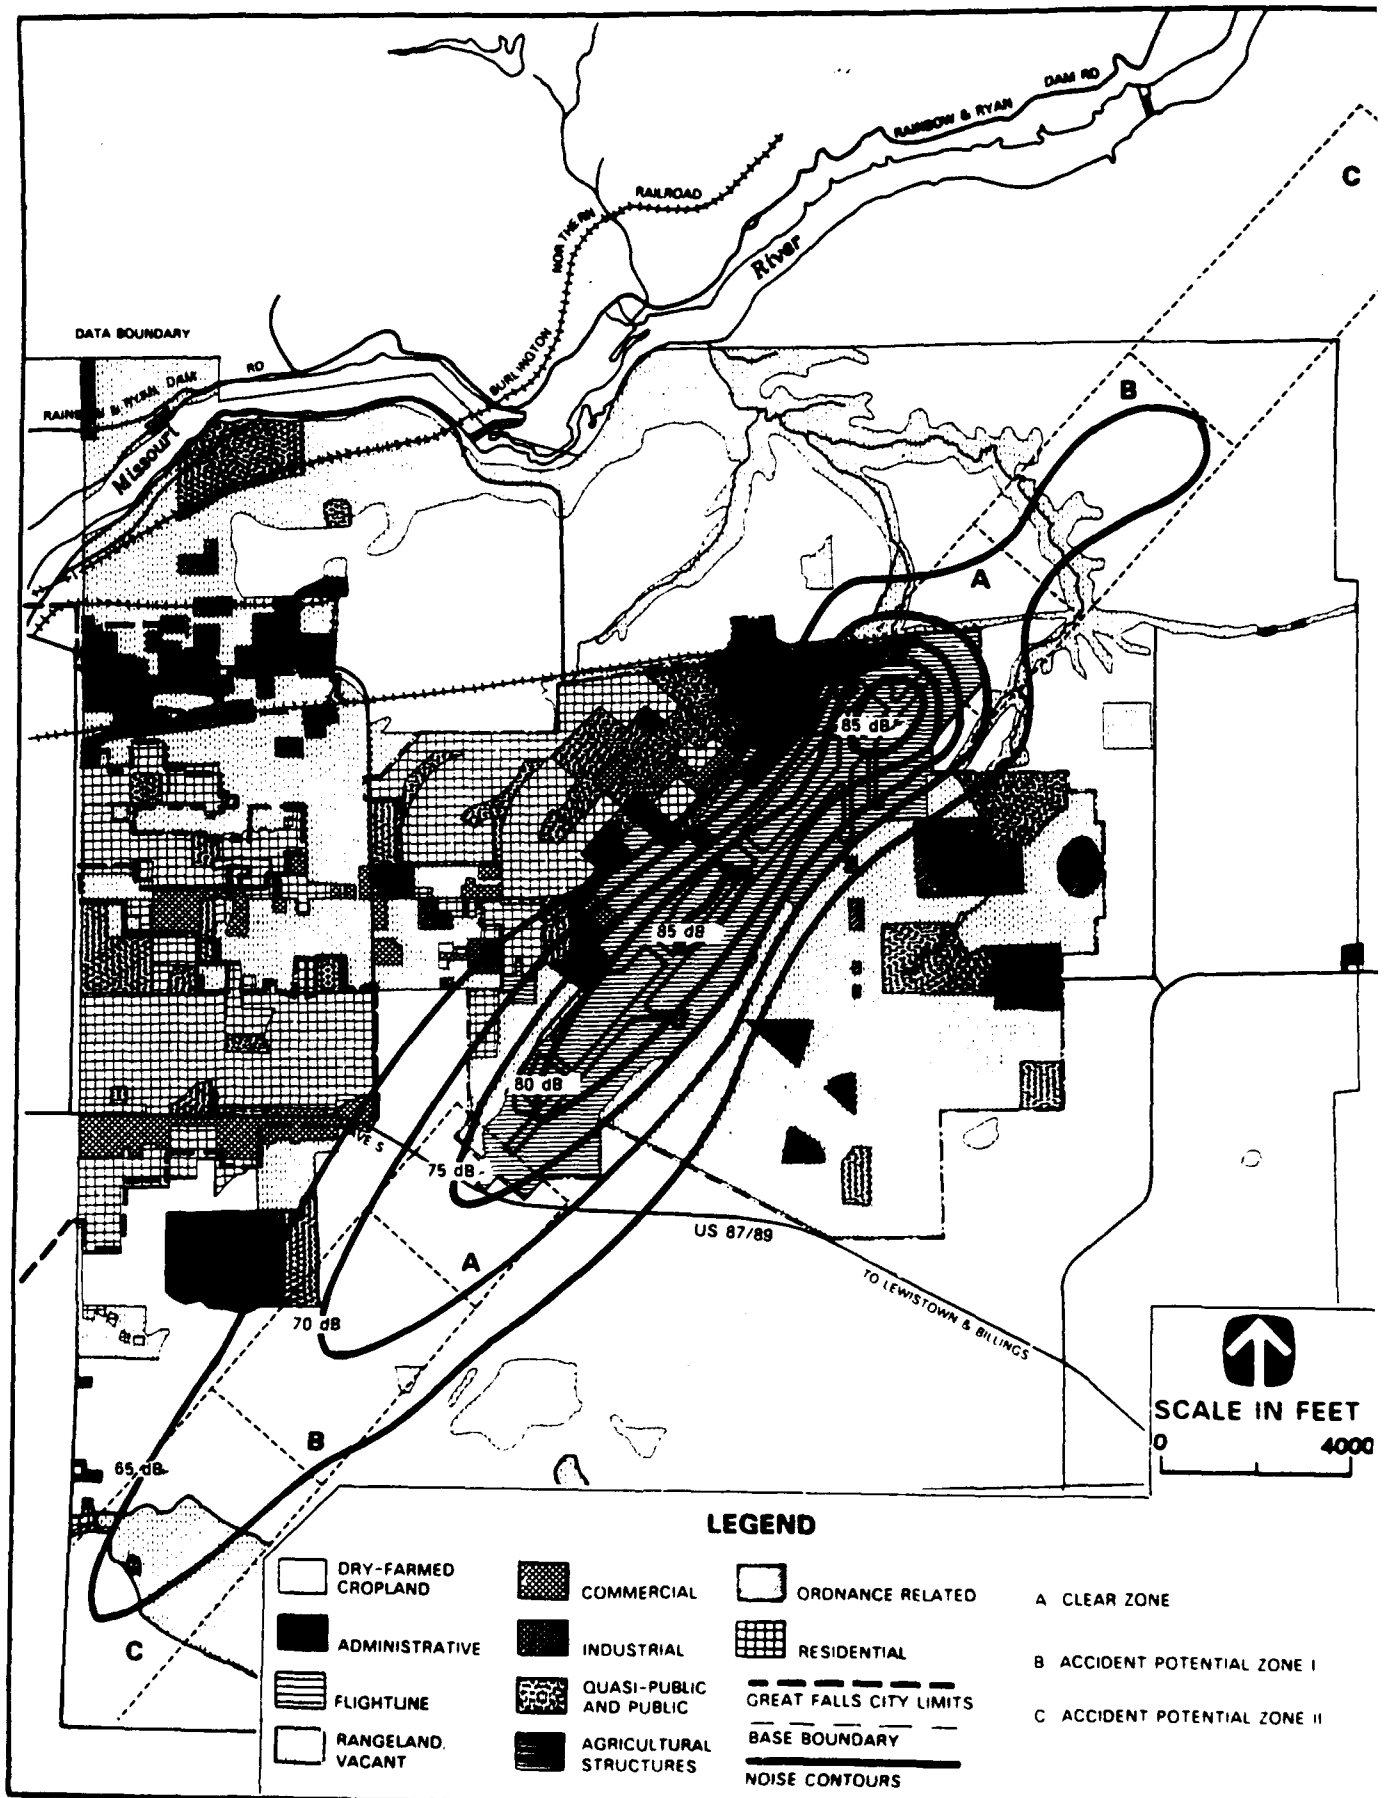 DAM RD
RAINBOW & RYAN
C
RAILROAD
NORTHERN
River
DATA BOUNDARY
BURLINGTON
RD
RAINBOW & RYAN DAM
B
Missouri
A
85 dB
85 dB
80 dB
VE S
75 dB
US 87/89
A
TO LEWISTOWN & BILLINGS
70 dB
SCALE IN FEET
0 4000
B
65 dB
C
LEGEND
DRY-FARMED
CROPLAND
ADMINISTRATIVE
FLIGHTLINE
RANGELAND,
VACANT
COMMERCIAL
INDUSTRIAL
QUASI-PUBLIC
AND PUBLIC
AGRICULTURAL
STRUCTURES
ORDNANCE RELATED
RESIDENTIAL
GREAT FALLS CITY LIMITS
BASE BOUNDARY
NOISE CONTOURS
A CLEAR ZONE
B ACCIDENT POTENTIAL ZONE I
C ACCIDENT POTENTIAL ZONE II